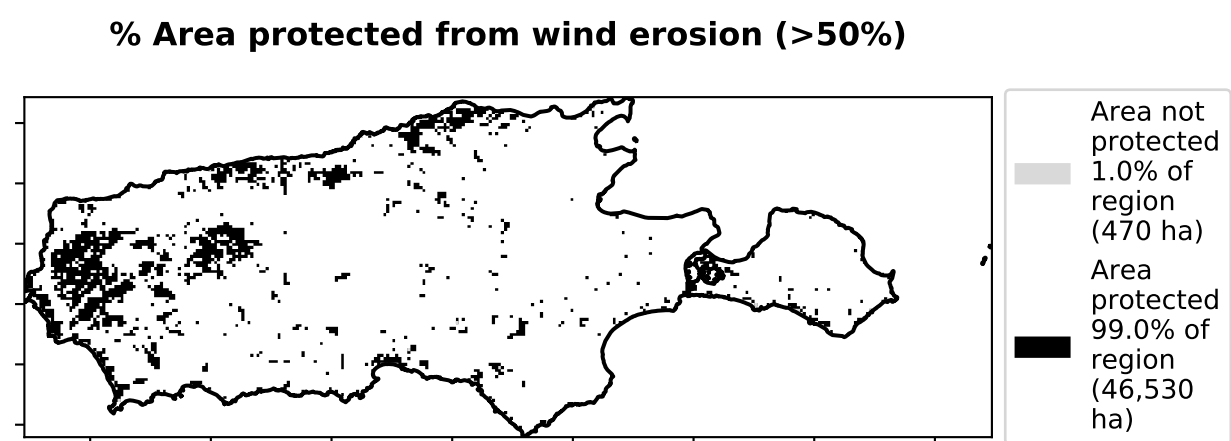 % Area protected from wind erosion (>50%)
Area not
protected
1.0% of
region
(470 ha)
Area
protected
99.0% of
region
(46,530
ha)